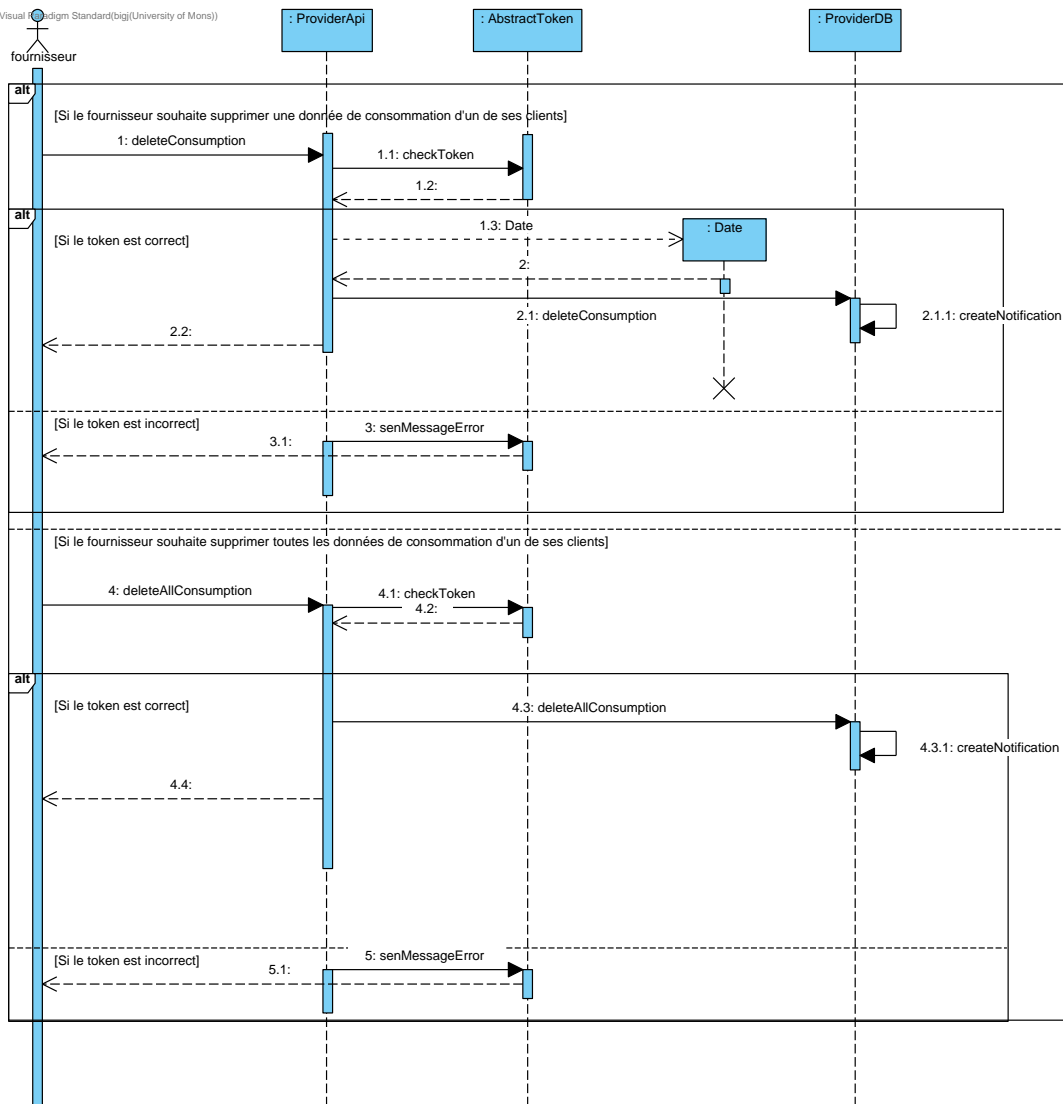 Visual Paradigm Standard(bigj(University of Mons))
fournisseur
: ProviderApi
: AbstractToken
: ProviderDB
alt
[Si le fournisseur souhaite supprimer une donnée de consommation d'un de ses clients]
1: deleteConsumption
1.1: checkToken
1.2:
alt
[Si le token est correct]
1.3: Date
: Date
2:
2.1: deleteConsumption
2.1.1: createNotification
2.2:
[Si le token est incorrect]
3: senMessageError
3.1:
[Si le fournisseur souhaite supprimer toutes les données de consommation d'un de ses clients]
4: deleteAllConsumption
4.1: checkToken
4.2:
alt
[Si le token est correct]
4.3: deleteAllConsumption
4.3.1: createNotification
4.4:
[Si le token est incorrect]
5: senMessageError
5.1: